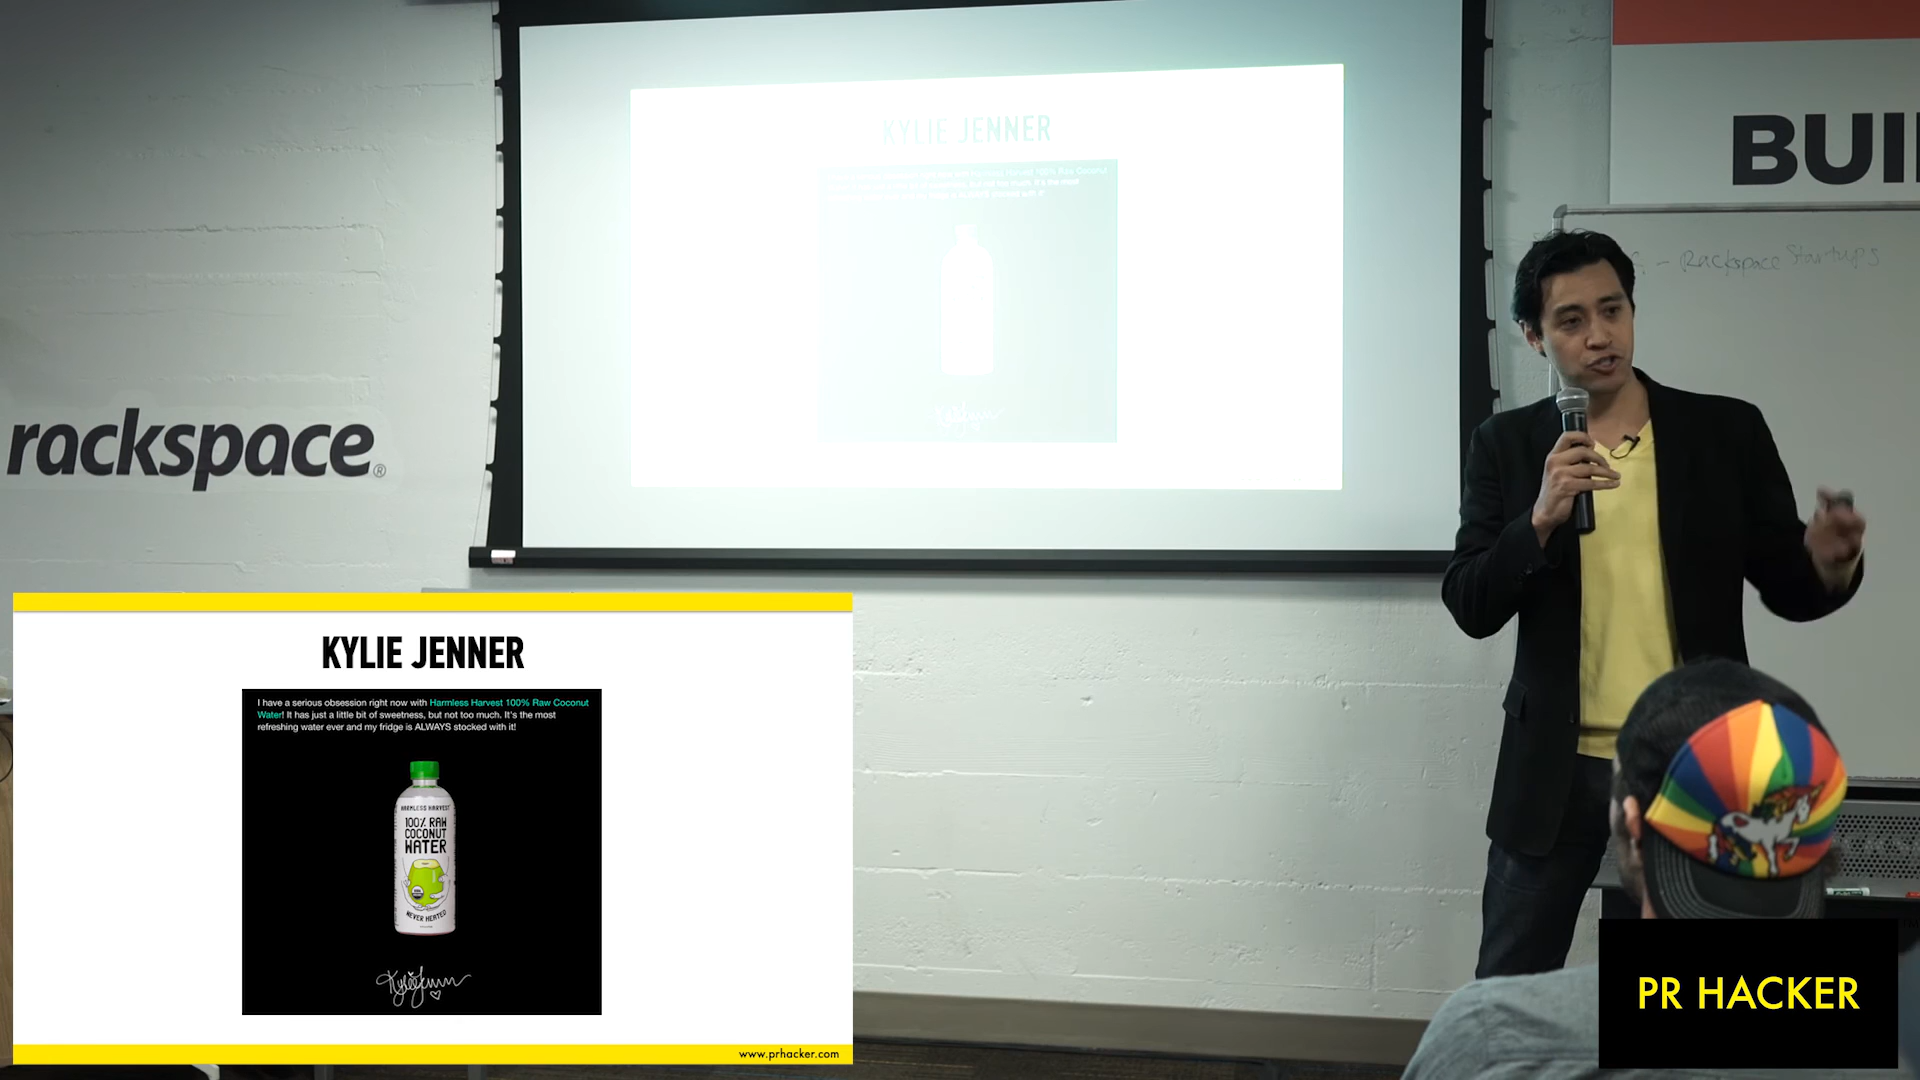 KYLIE JENNER
BUI
- Rackspace Startups
rackspace®
KYLIE JENNER
I have a serious obsession right now with Harmless Harvest 100% Raw Coconut
Water! It has just a little bit of sweetness, but not too much. It's the most
refreshing water ever and my fridge is ALWAYS stocked with it!
HARMLESS HARVEST
100% RAW
COCONUT
WATER
NEVER HEATED
www.prhacker.com
PR HACKER